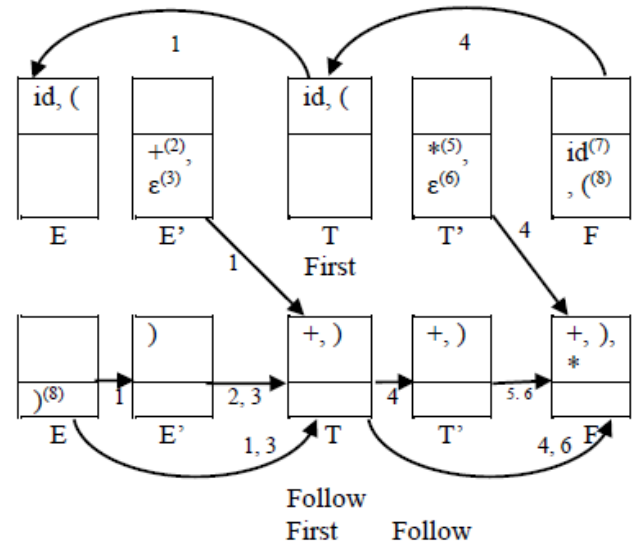 1 4
id, ( id, (
+(2), *(5), id(7)
ε(3) ε(6) , ((8)
E E’ T T’ F
First
1 4
) +, ) +, ) +, ),
*
)(8) 1 2, 3 4 5. 6
E E’ T T’ F
1, 3 4, 6
Follow
First Follow